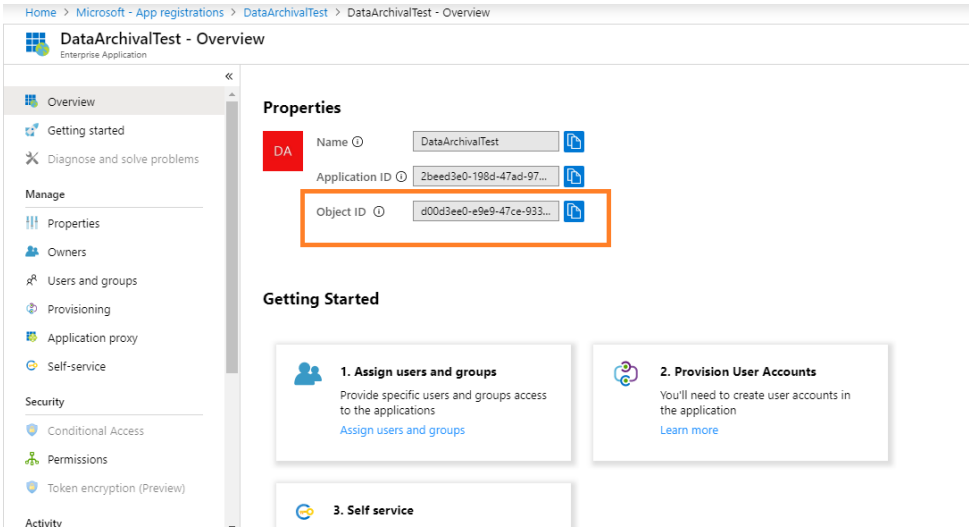 Home > Microsoft - App registrations > DataArchivalTest > DataArchivalTest - Overview
DataArchivalTest - Overview
Enterprise Application
«
Overview
Getting started
Diagnose and solve problems
Manage
Properties
Owners
Users and groups
Provisioning
Application proxy
Self-service
Security
Conditional Access
Permissions
Token encryption (Preview)
Activity
Properties
DA
Name
DataArchivalTest
Application ID
2beed3e0-198d-47ad-97...
Object ID
d00d3ee0-e9e9-47ce-933...
Getting Started
1. Assign users and groups
Provide specific users and groups access
to the applications
Assign users and groups
2. Provision User Accounts
You'll need to create user accounts in
the application
Learn more
3. Self service